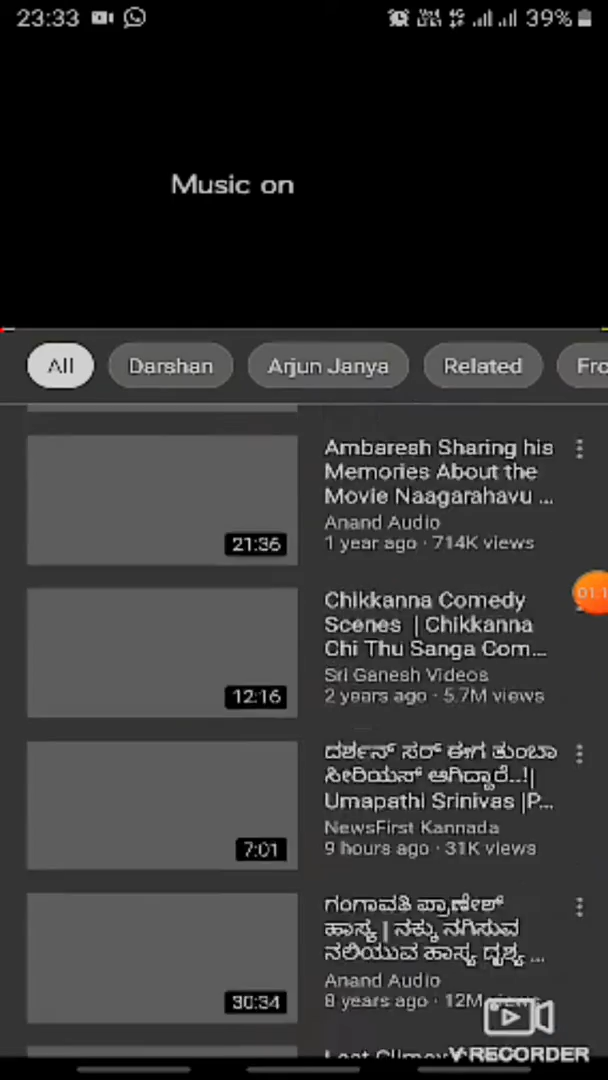 23:33 39%
Music on
All Darshan Arjun Janya Related Fro
Ambaresh Sharing his
Memories About the
Movie Naagarahavu ...
Anand Audio
1 year ago · 714K views
21:36
Chikkanna Comedy
Scenes | Chikkanna
Chi Thu Sanga Com...
Sri Ganesh Videos
2 years ago · 5.7M views
12:16
01:1
ದರ್ಶನ್ ಸರ್ ಈಗ ತುಂಬಾ
ಸೀರಿಯಸ್ ಆಗಿದ್ದಾರೆ..!|
Umapathi Srinivas |P...
NewsFirst Kannada
9 hours ago · 31K views
7:01
ಗಂಗಾವತಿ ಪ್ರಾಣೇಶ್
ಹಾಸ್ಯ | ನಕ್ಕು ನಗಿಸುವ
ನಲಿಯುವ ಹಾಸ್ಯ ದೃಶ್ಯ ...
Anand Audio
8 years ago · 12M views
30:34
V RECORDER